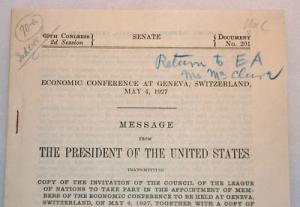 69TH CONGRESS
2d Session
SENATE
DOCUMENT
No. 201
Return to EA
ECONOMIC CONFERENCE AT GENEVA, SWITZERLAND,
MAY 4, 1927
MESSAGE
FROM
THE PRESIDENT OF THE UNITED STATES
TRANSMITTING
COPY OF THE INVITATION OF THE COUNCIL OF THE LEAGUE
OF NATIONS TO TAKE PART IN THE APPOINTMENT OF MEM-
BERS OF THE ECONOMIC CONFERENCE TO BE HELD AT GENEVA,
SWITZERLAND, ON MAY 4, 1927, TOGETHER WITH A COPY OF